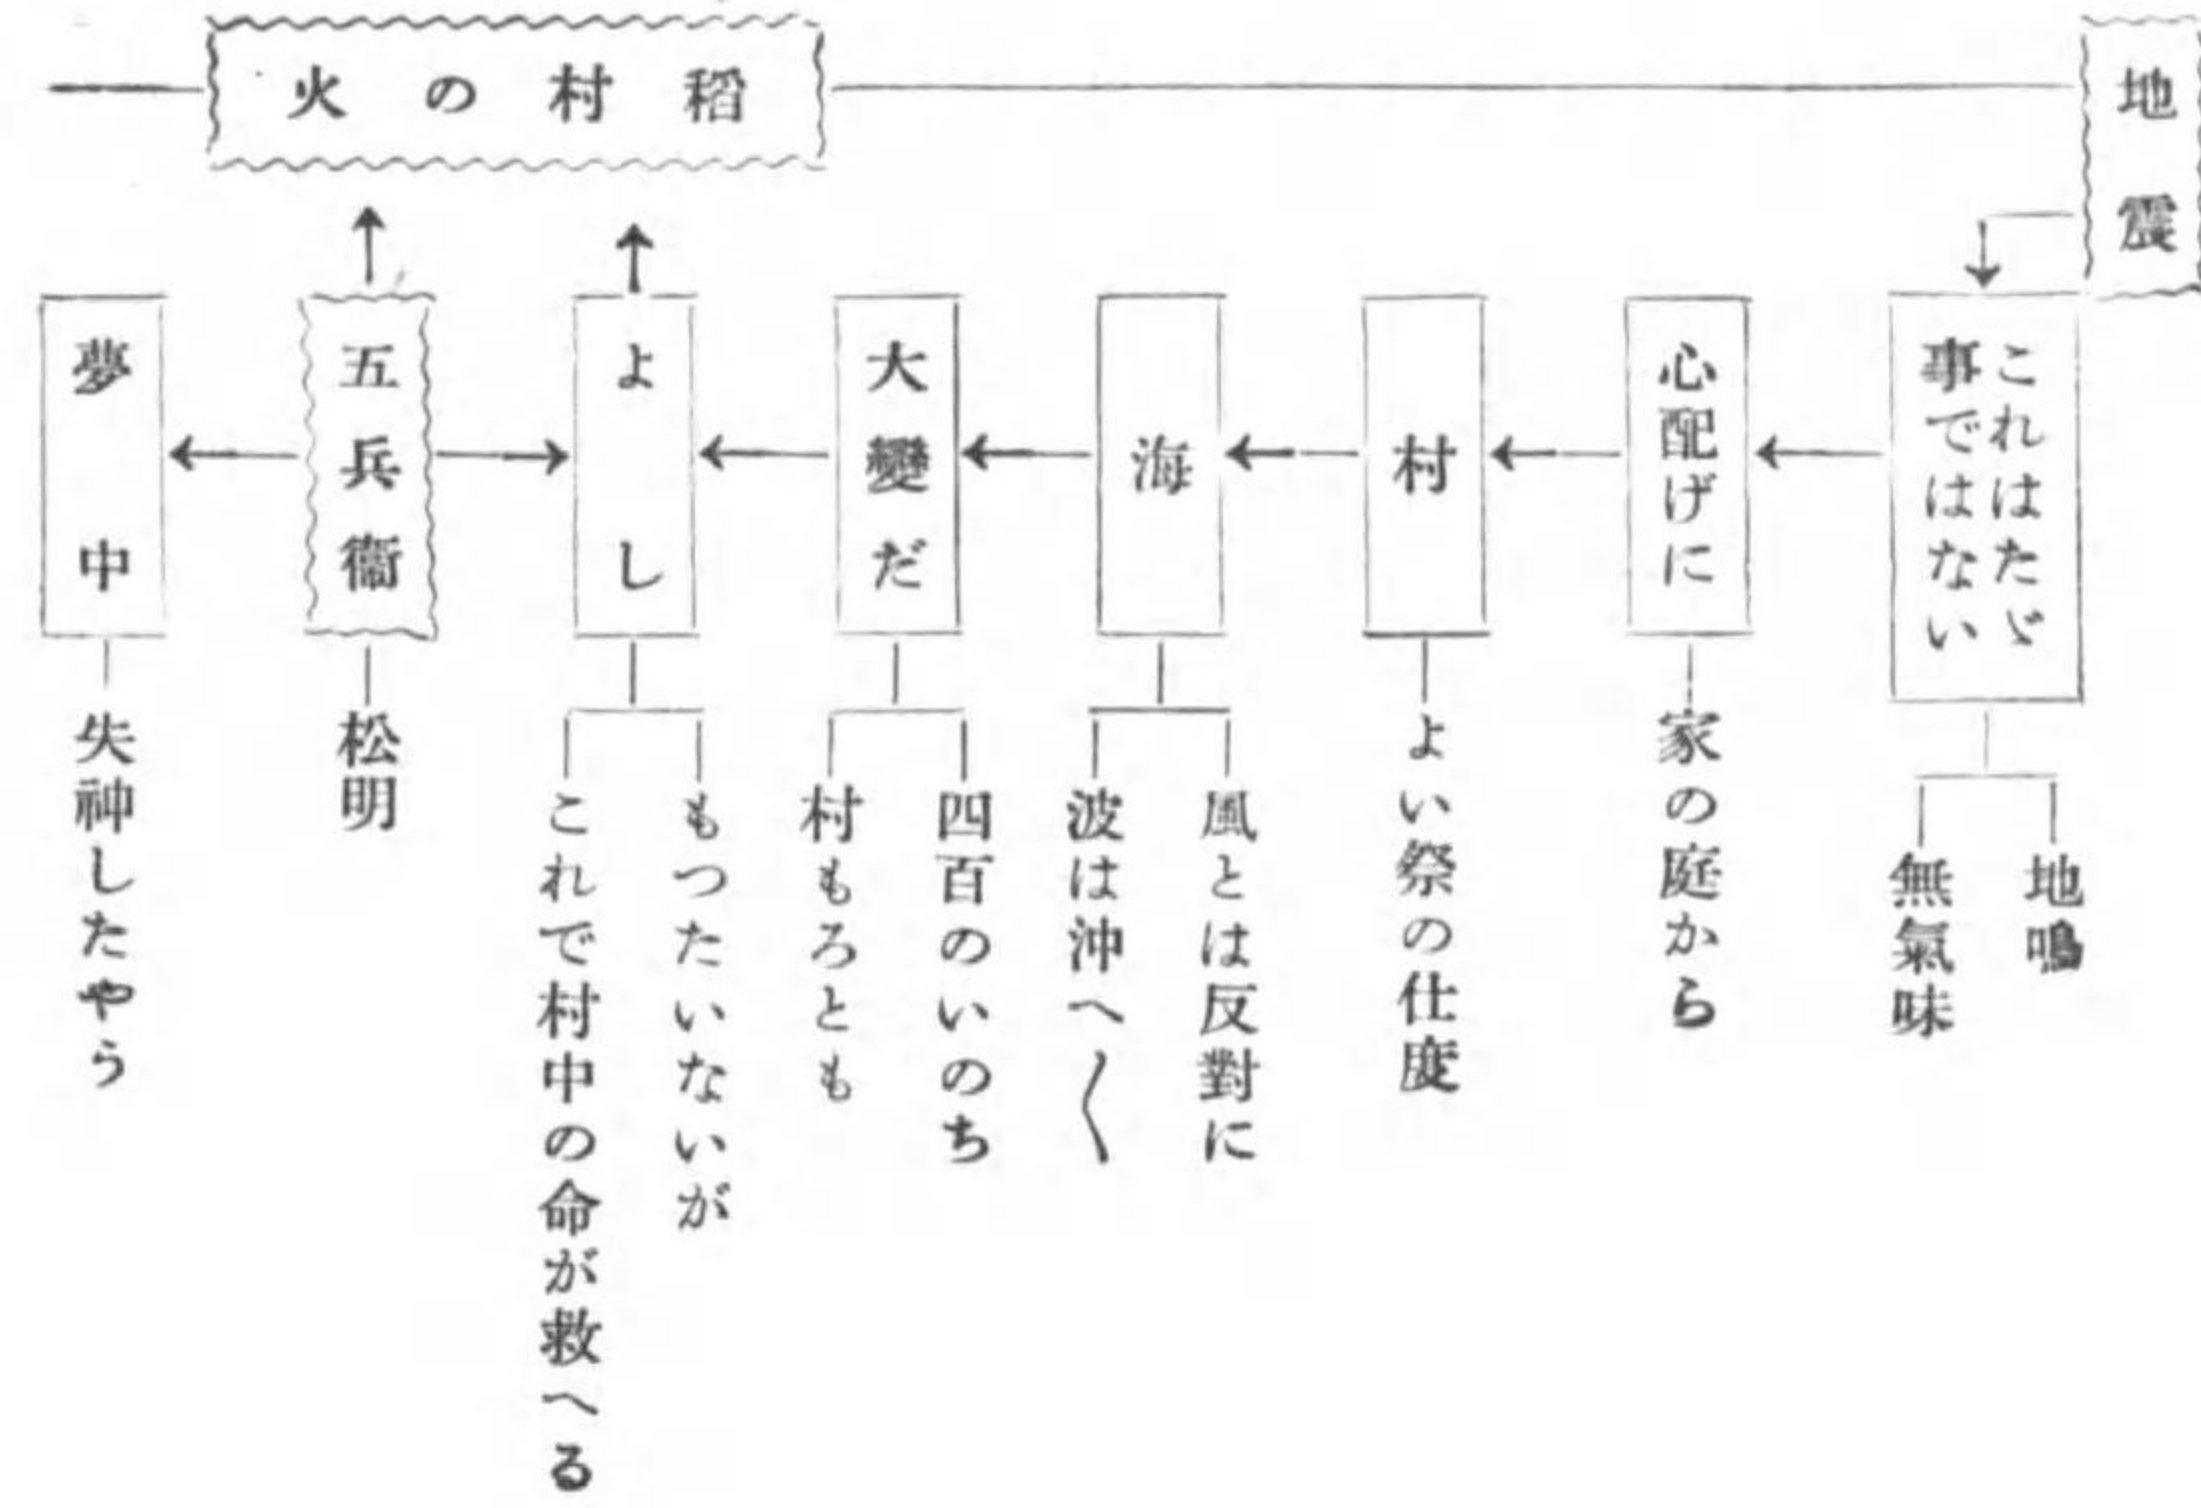 地震
稻村の火
これはたゞ
事ではない
地鳴
無氣味
心配げに
家の庭から
村
よい祭の仕度
海
風とは反對に
波は沖へ〱
大變だ
四百のいのち
村もろとも
よし
もつたいないが
これで村中の命が救へる
五兵衞
松明
夢中
失神したやう